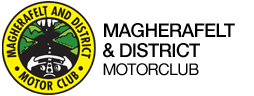 MAGHERAFELT AND DISTRICT
MOTOR CLUB
MAGHERAFELT
& DISTRICT
MOTORCLUB